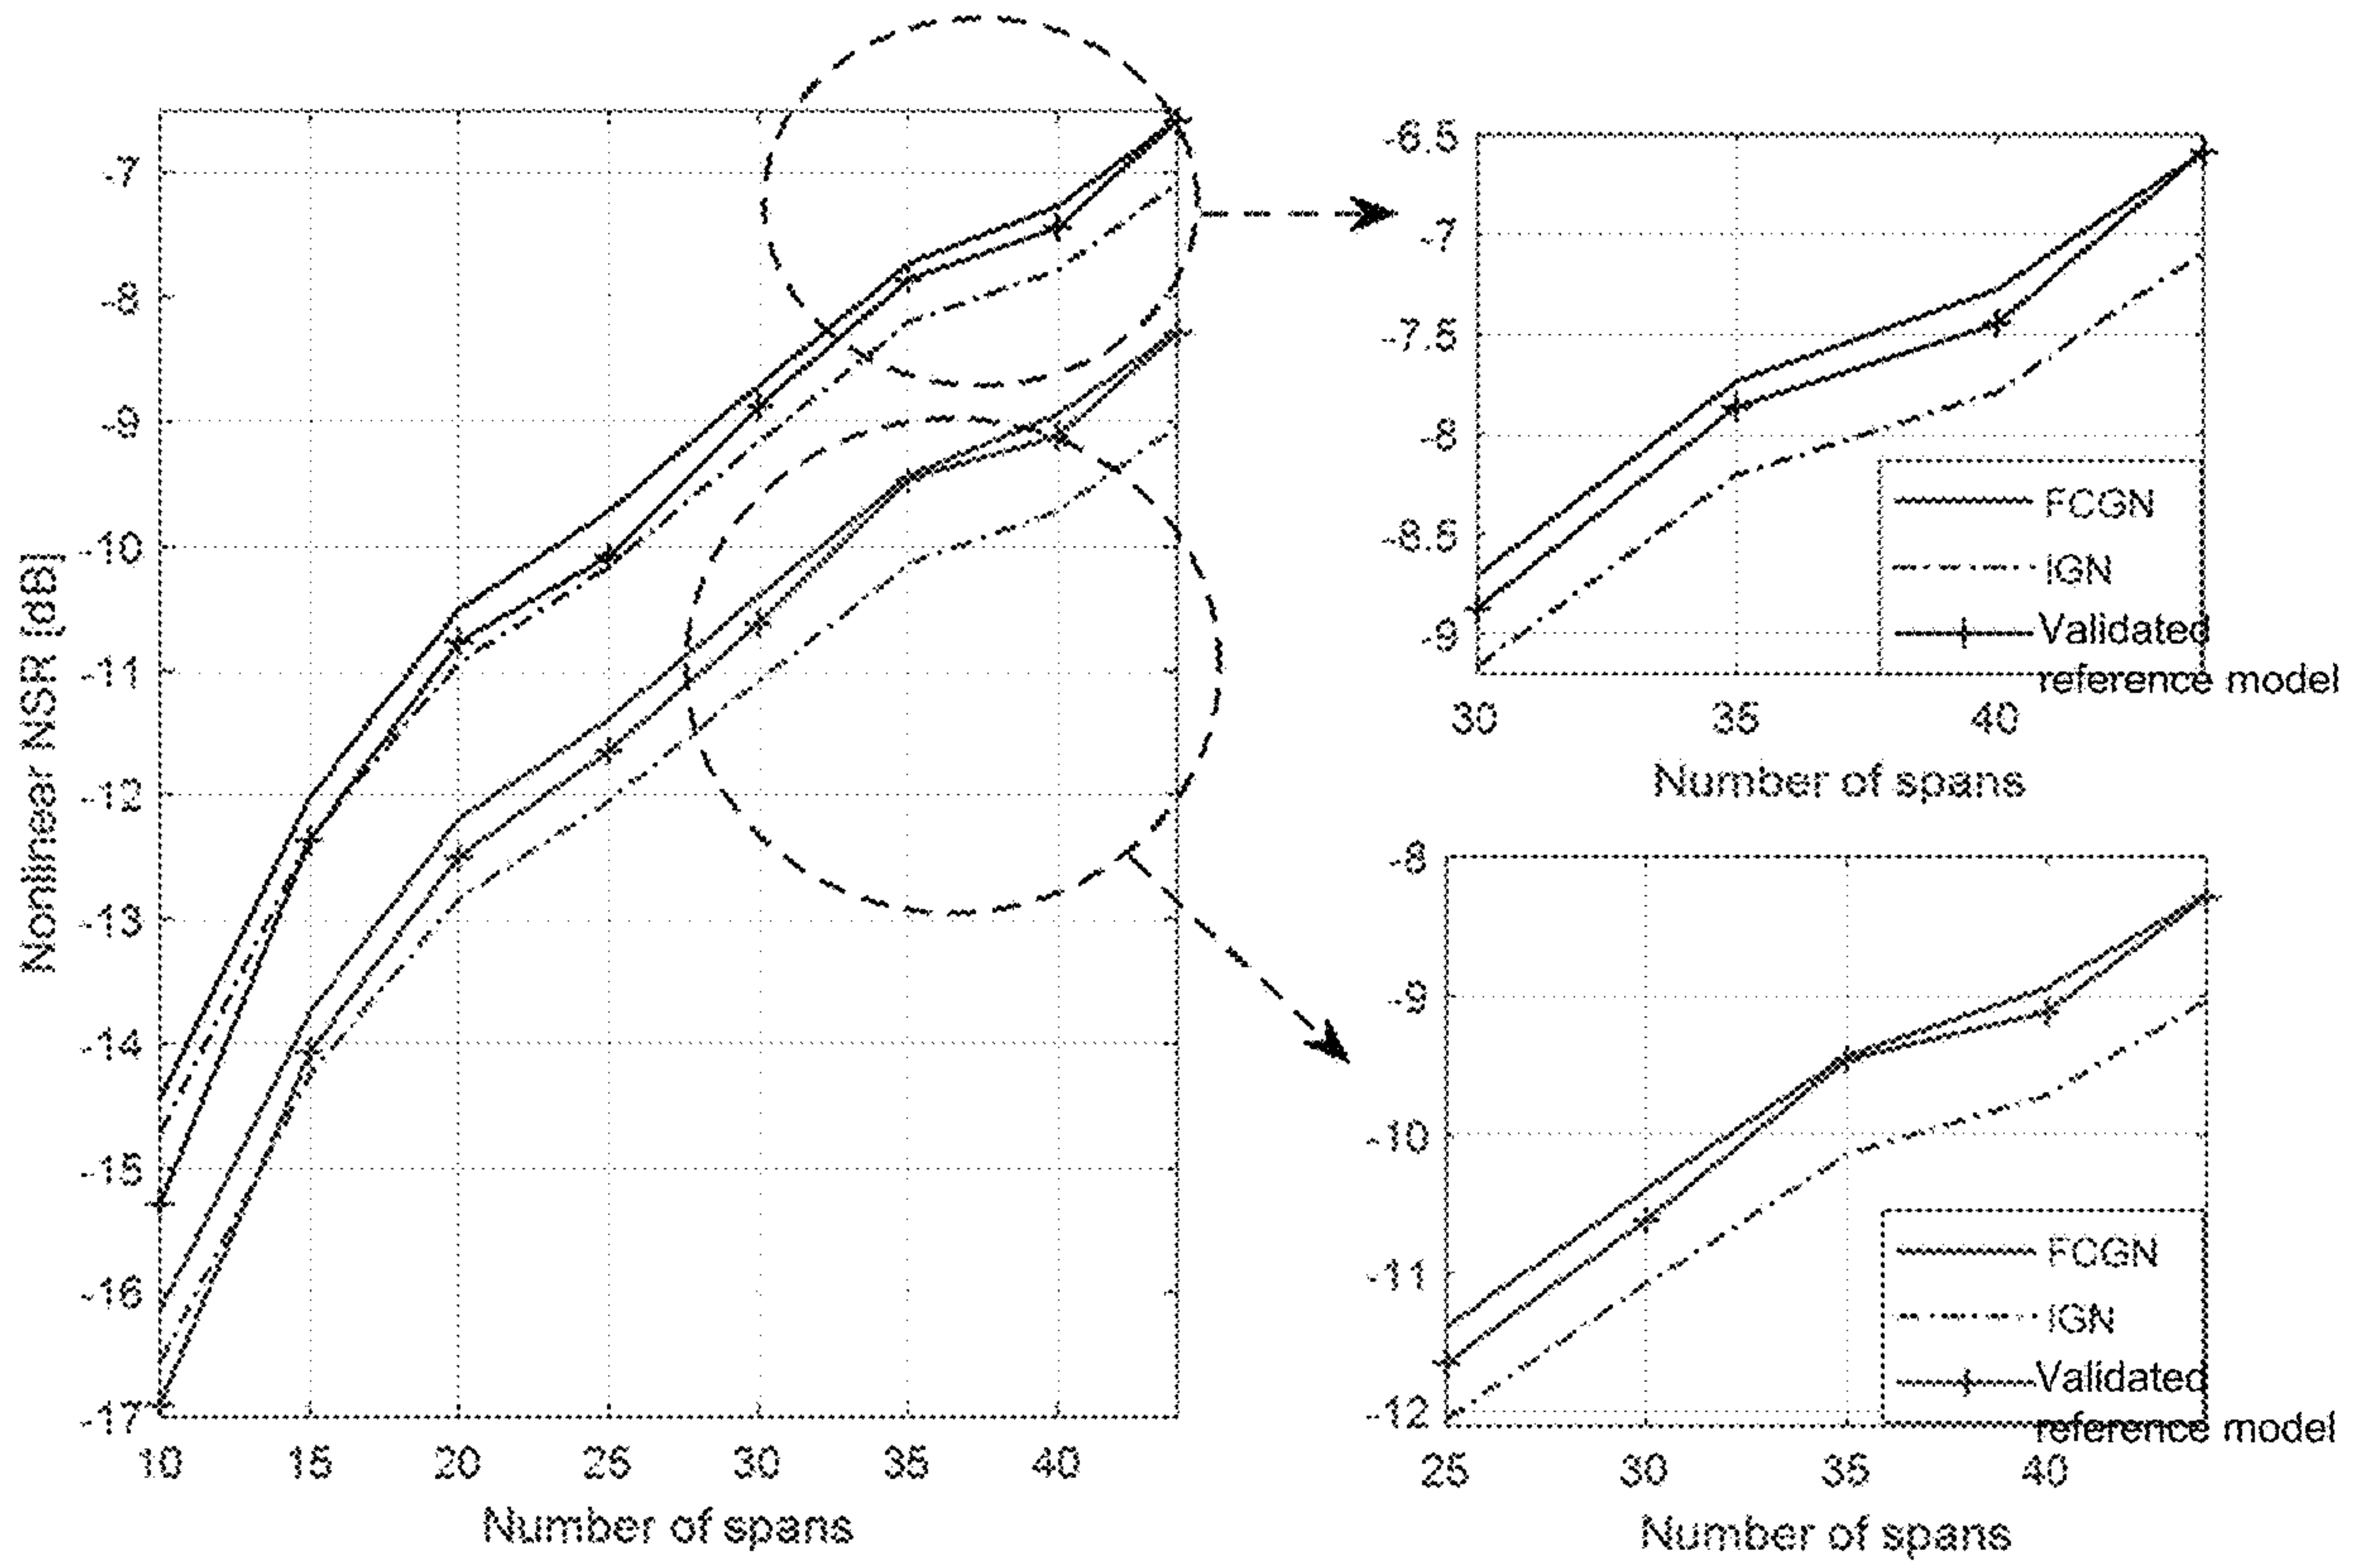 Nonlinear NSR [dB]
-7
-8
-9
-10
-11
-12
-13
-14
-15
-16
-17
10 15 20 25 30 35 40
Number of spans
-6.5
-7
-7.5
-8
-8.5
-9
FCGN
IGN
Validated
reference model
30 35 40
Number of spans
-8
-9
-10
-11
-12
FCGN
IGN
Validated
reference model
25 30 35 40
Number of spans